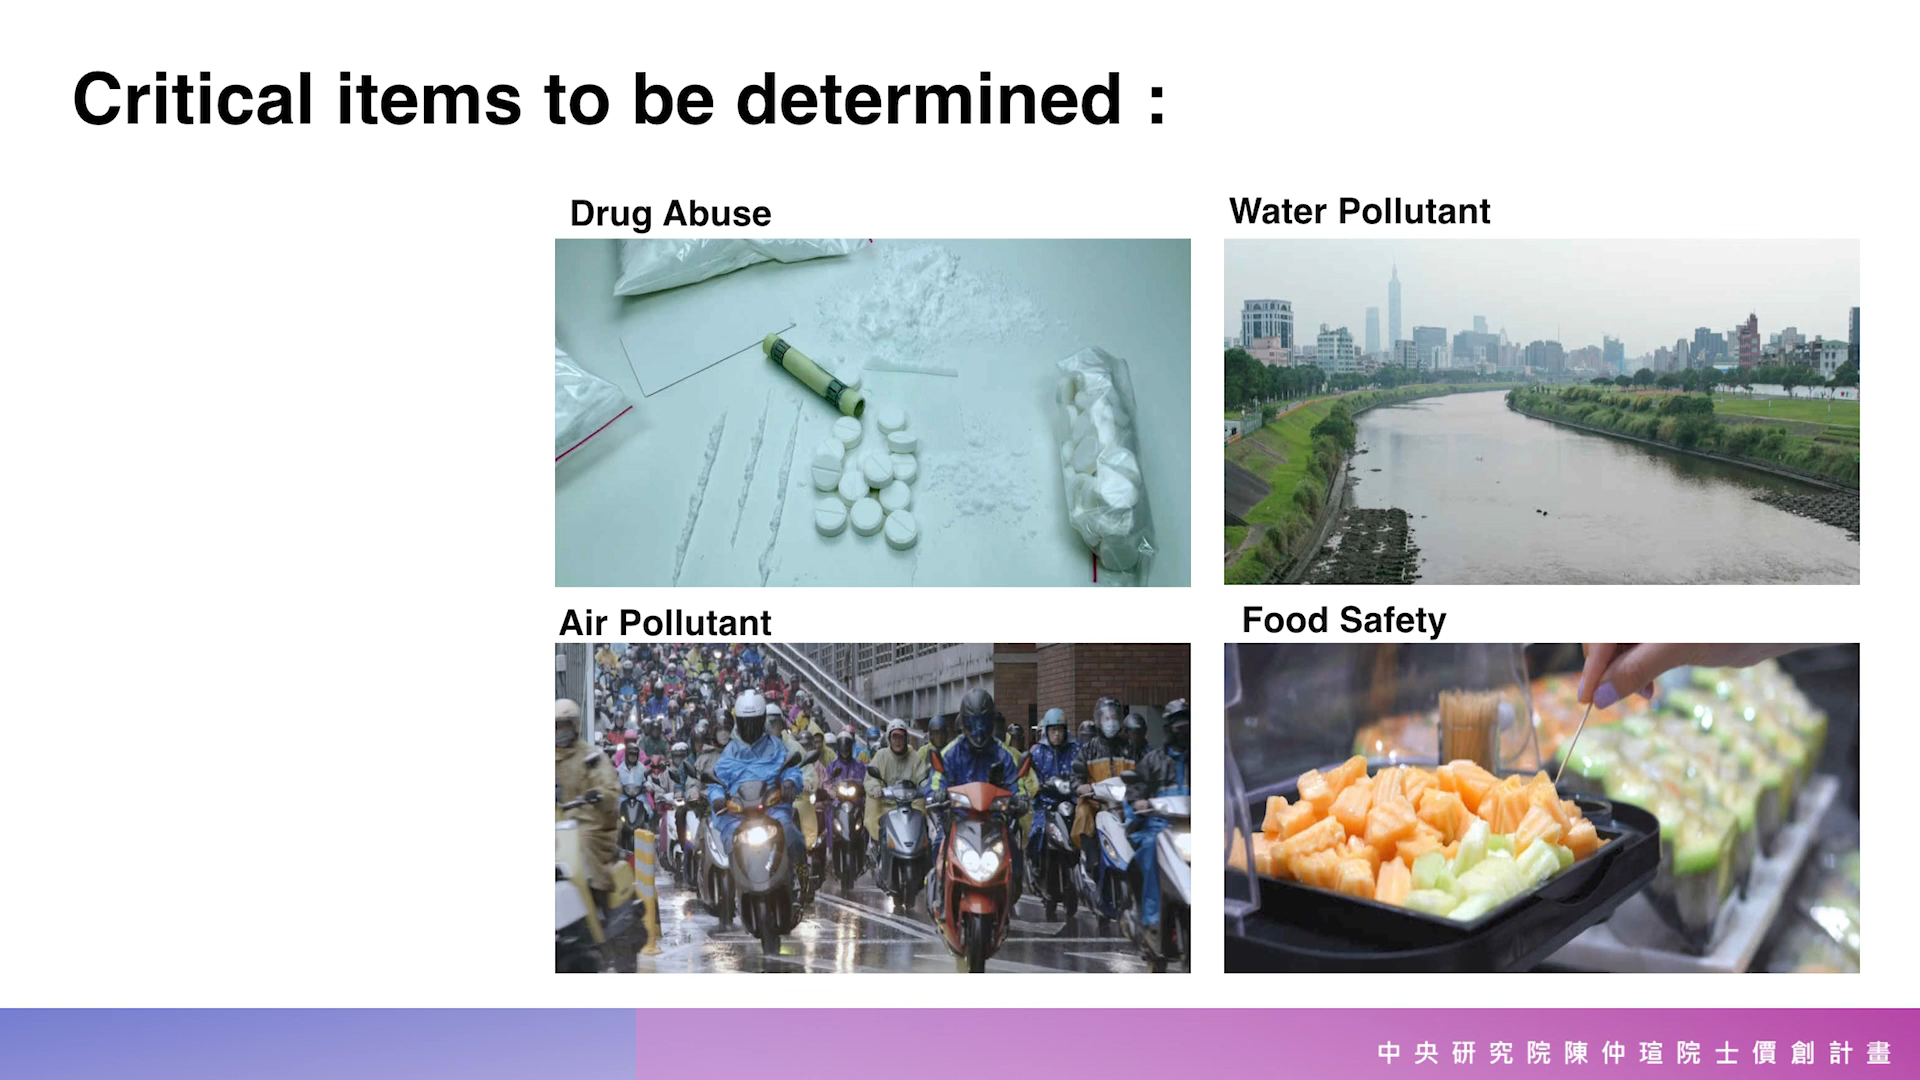 Critical items to be determined :
Drug Abuse
Water Pollutant
Air Pollutant
Food Safety
中央研究院陳仲瑄院士價創計畫